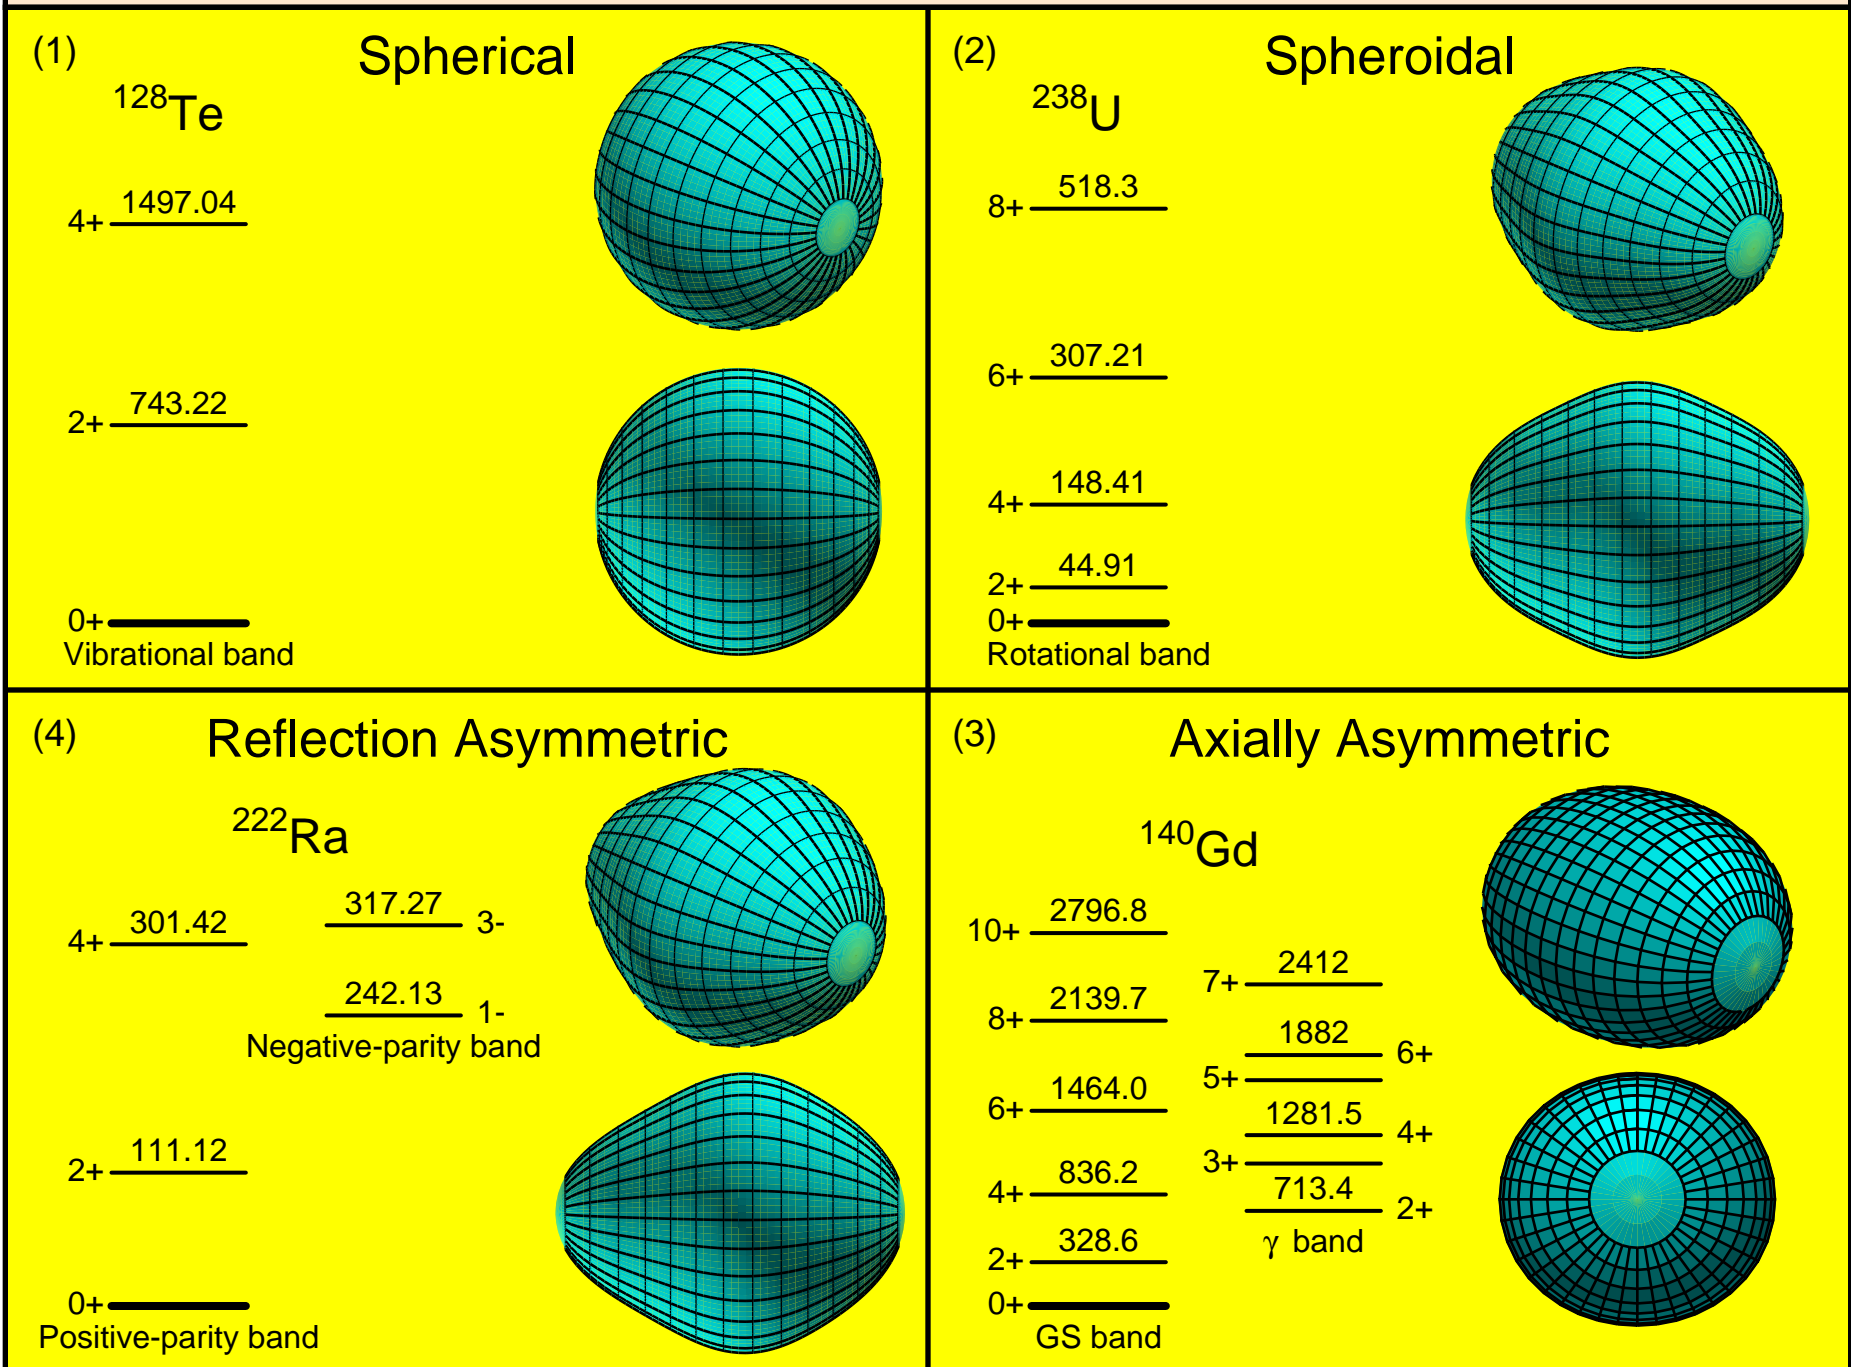 (1) Spherical
¹²⁸Te
4+ 1497.04
2+ 743.22
0+
Vibrational band
(2) Spheroidal
²³⁸U
8+ 518.3
6+ 307.21
4+ 148.41
2+ 44.91
0+
Rotational band
(4) Reflection Asymmetric
²²²Ra
4+ 301.42
317.27 3-
242.13 1-
Negative-parity band
2+ 111.12
0+
Positive-parity band
(3) Axially Asymmetric
¹⁴⁰Gd
10+ 2796.8
8+ 2139.7
6+ 1464.0
4+ 836.2
2+ 328.6
0+
GS band
7+ 2412
1882 6+
5+
1281.5 4+
3+
713.4 2+
γ band